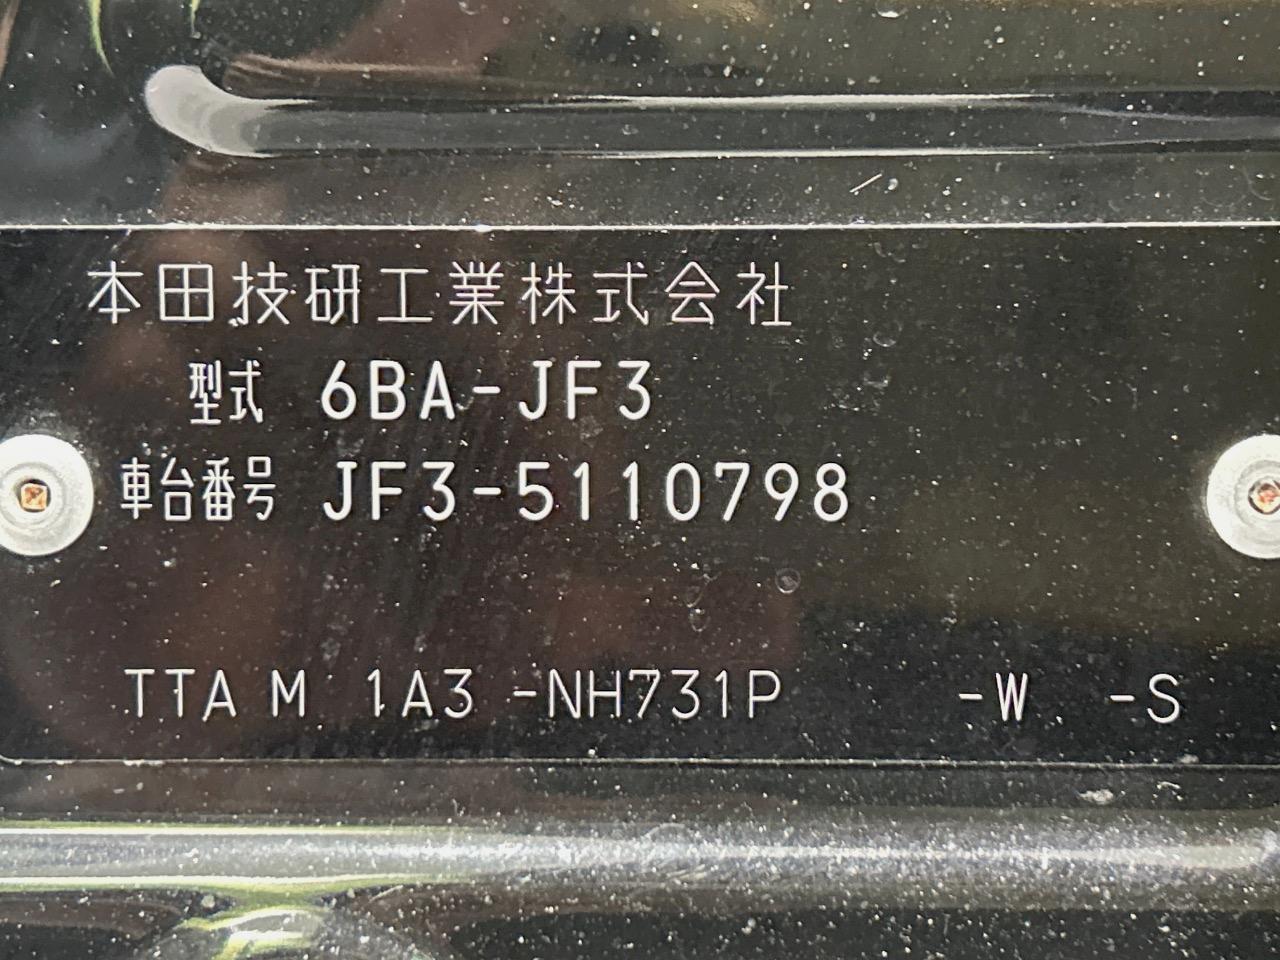 本田技研工業株式会社
型式 6BA-JF3
車台番号 JF3-5110798
TTA M 1A3 -NH731P -W -S